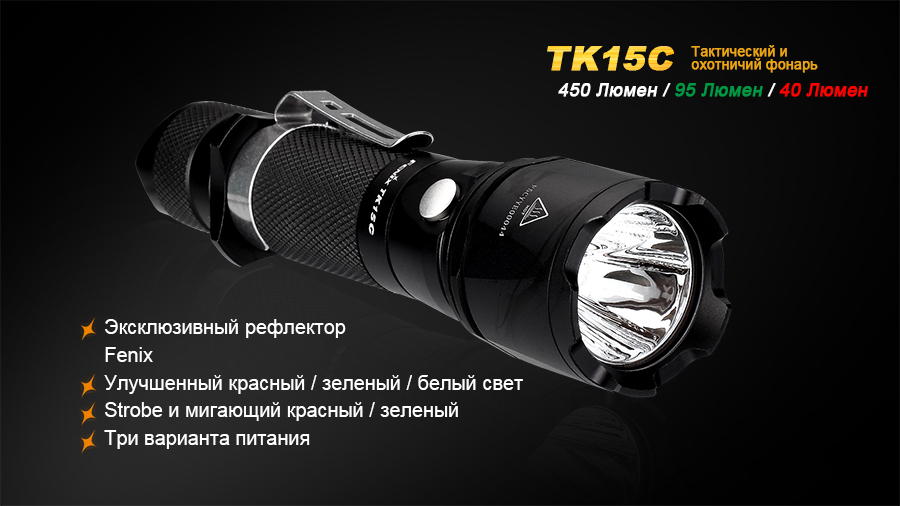 TK15C
Тактический и
охотничий фонарь
450 Люмен / 95 Люмен / 40 Люмен
Fenix TK15C
P5CYYE00044
Эксклюзивный рефлектор
Fenix
Улучшенный красный / зеленый / белый свет
Strobe и мигающий красный / зеленый
Три варианта питания